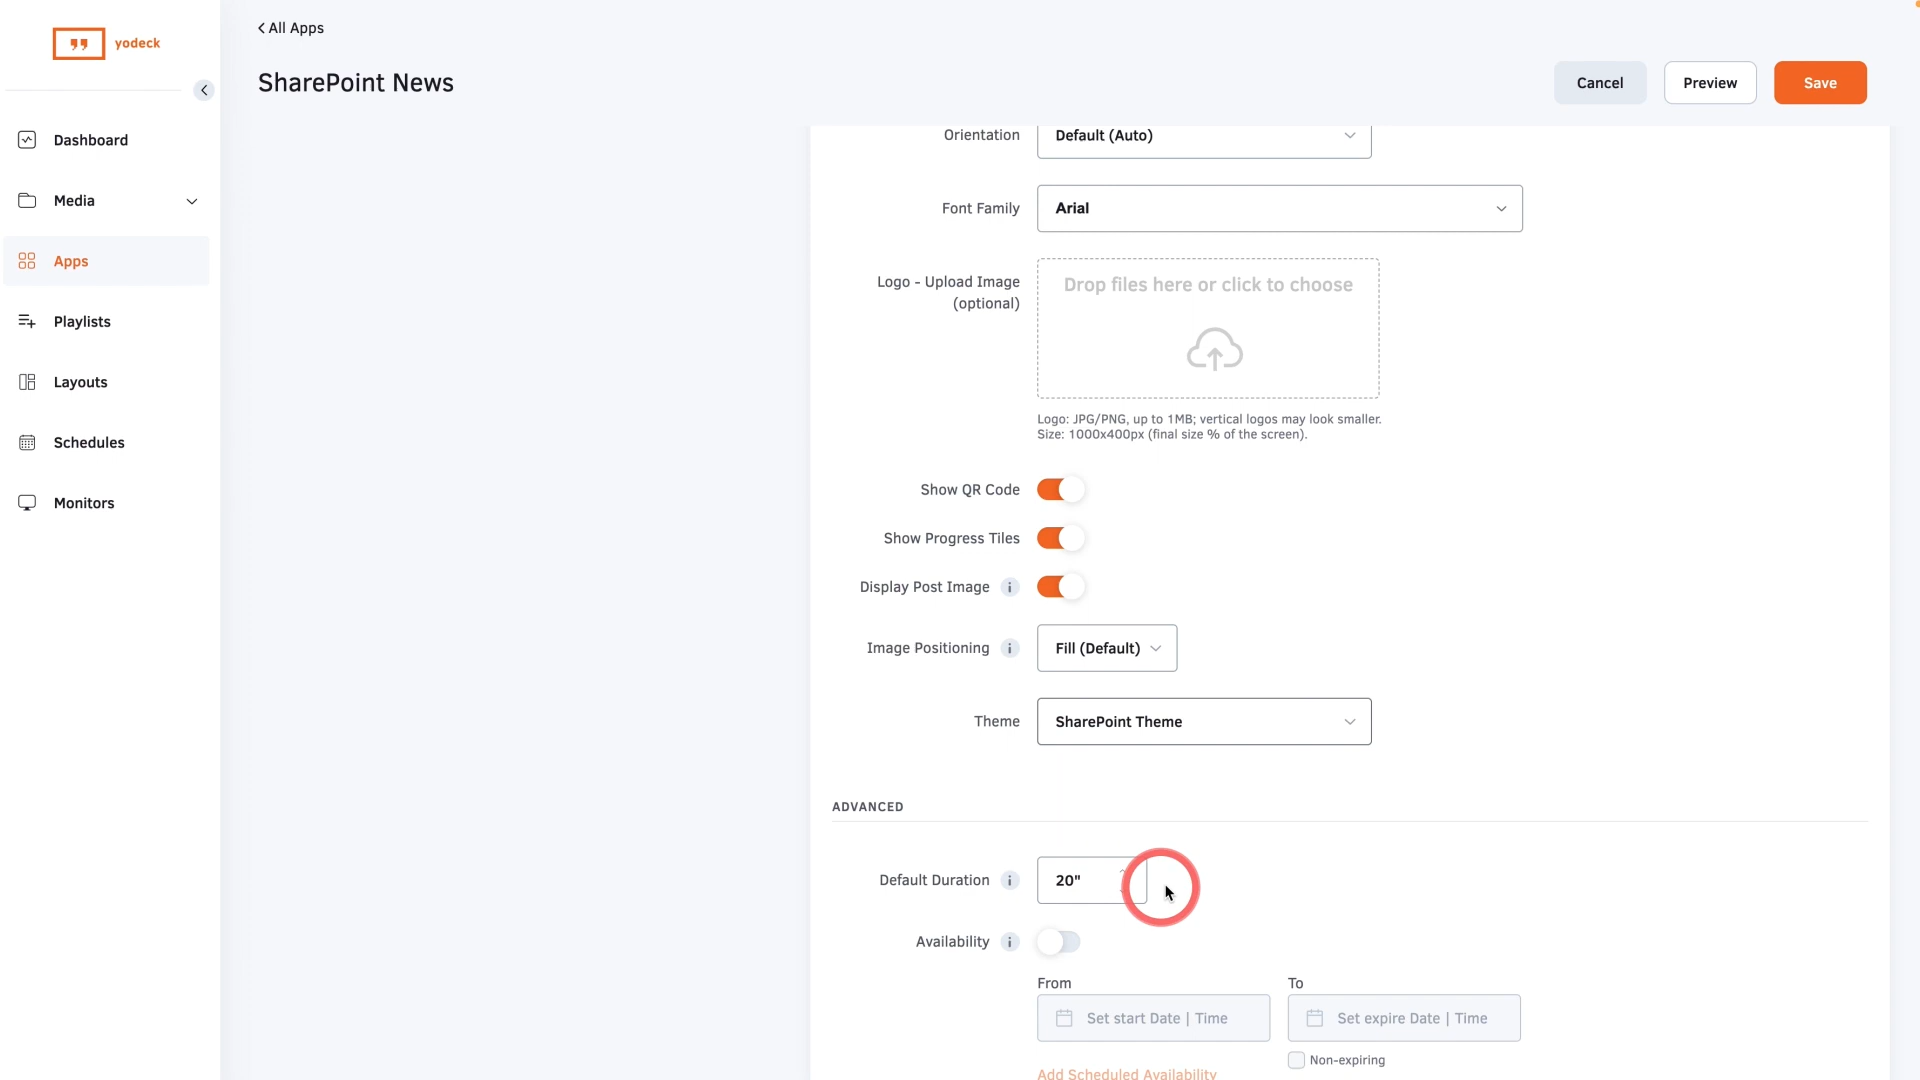 yodeck
All Apps
SharePoint News
Cancel
Preview
Save
Dashboard
Media
Apps
Playlists
Layouts
Schedules
Monitors
Orientation
Default (Auto)
Font Family
Arial
Logo - Upload Image
(optional)
Drop files here or click to choose
Logo: JPG/PNG, up to 1MB; vertical logos may look smaller.
Size: 1000x400px (final size % of the screen).
Show QR Code
Show Progress Tiles
Display Post Image
Image Positioning
Fill (Default)
Theme
SharePoint Theme
ADVANCED
Default Duration
20"
Availability
From
To
Set start Date | Time
Set expire Date | Time
Non-expiring
Add Scheduled Availability